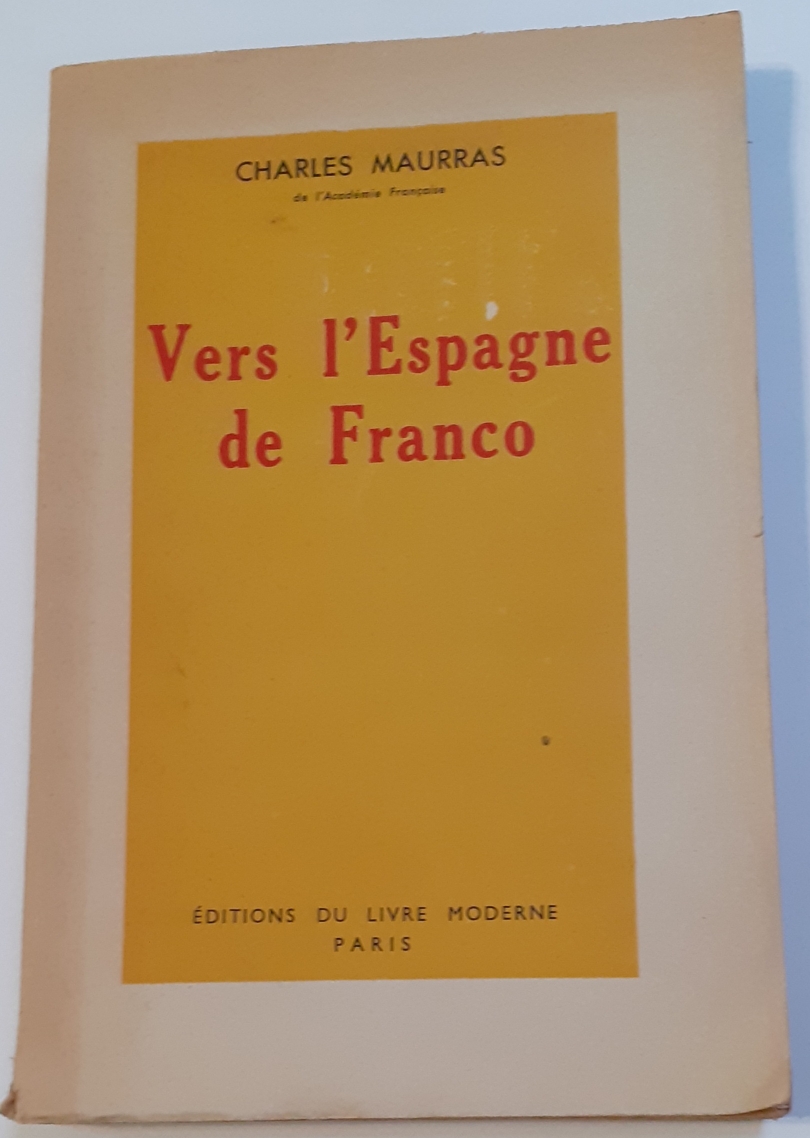 CHARLES MAURRAS
de l'Académie Française
Vers l'Espagne
de Franco
ÉDITIONS DU LIVRE MODERNE
PARIS